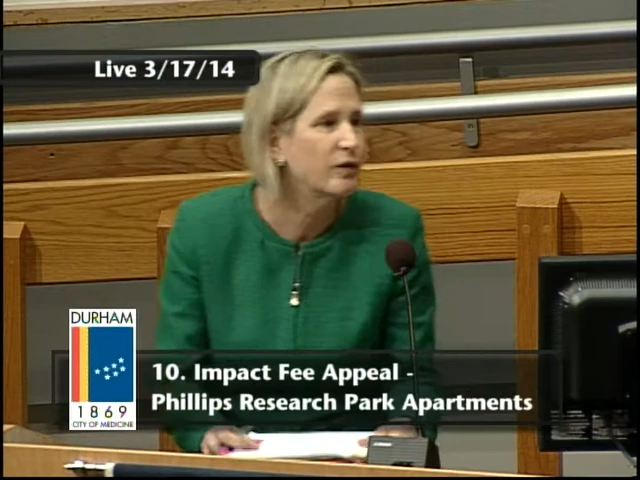 Live 3/17/14
DURHAM
1869
CITY OF MEDICINE
10. Impact Fee Appeal -
Phillips Research Park Apartments